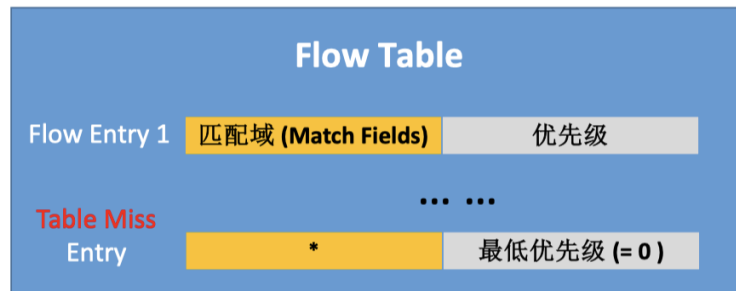 Flow Table
Flow Entry 1 匹配域 (Match Fields) 优先级
... ...
Table Miss
Entry * 最低优先级 (= 0 )